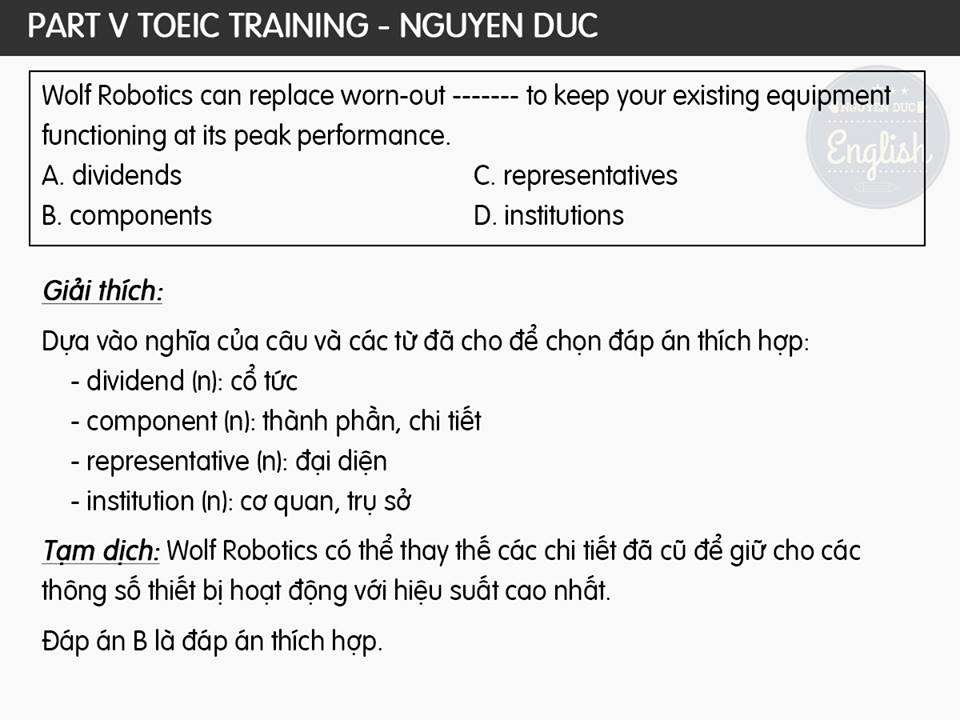 PART V TOEIC TRAINING - NGUYEN DUC
Wolf Robotics can replace worn-out ------- to keep your existing equipment
functioning at its peak performance.
A. dividends C. representatives
B. components D. institutions
NGUYEN DUC
English
Giải thích:
Dựa vào nghĩa của câu và các từ đã cho để chọn đáp án thích hợp:
- dividend (n): cổ tức
- component (n): thành phần, chi tiết
- representative (n): đại diện
- institution (n): cơ quan, trụ sở
Tạm dịch: Wolf Robotics có thể thay thế các chi tiết đã cũ để giữ cho các
thông số thiết bị hoạt động với hiệu suất cao nhất.
Đáp án B là đáp án thích hợp.